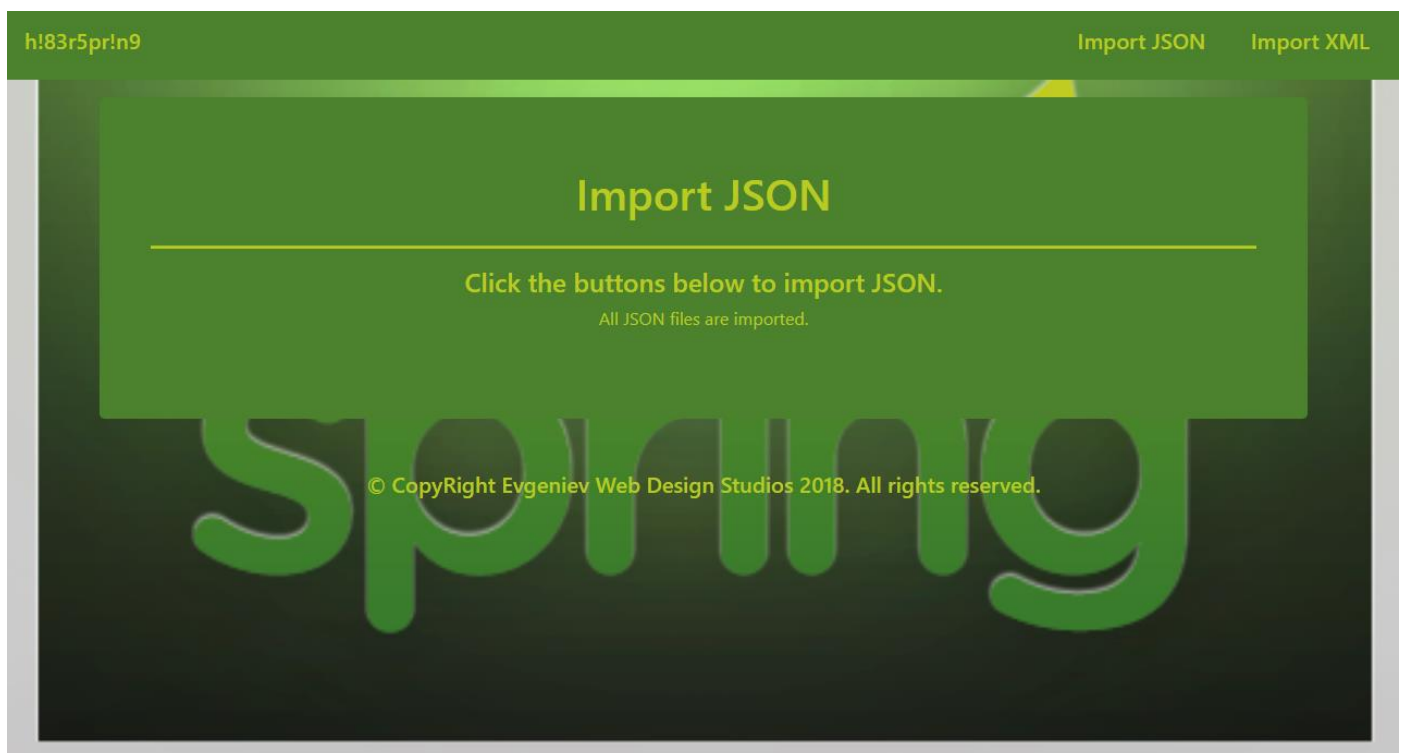 h!83r5pr!n9 Import JSON Import XML
Import JSON
Click the buttons below to import JSON.
All JSON files are imported.
© CopyRight Evgeniev Web Design Studios 2018. All rights reserved.
spring